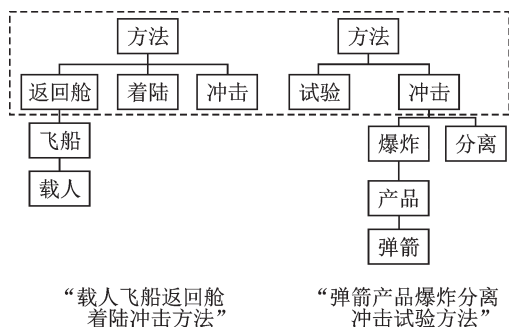 方法
方法
返回舱
着陆
冲击
试验
冲击
飞船
爆炸
分离
载人
产品
弹箭
“载人飞船返回舱
着陆冲击方法”
“弹箭产品爆炸分离
冲击试验方法”